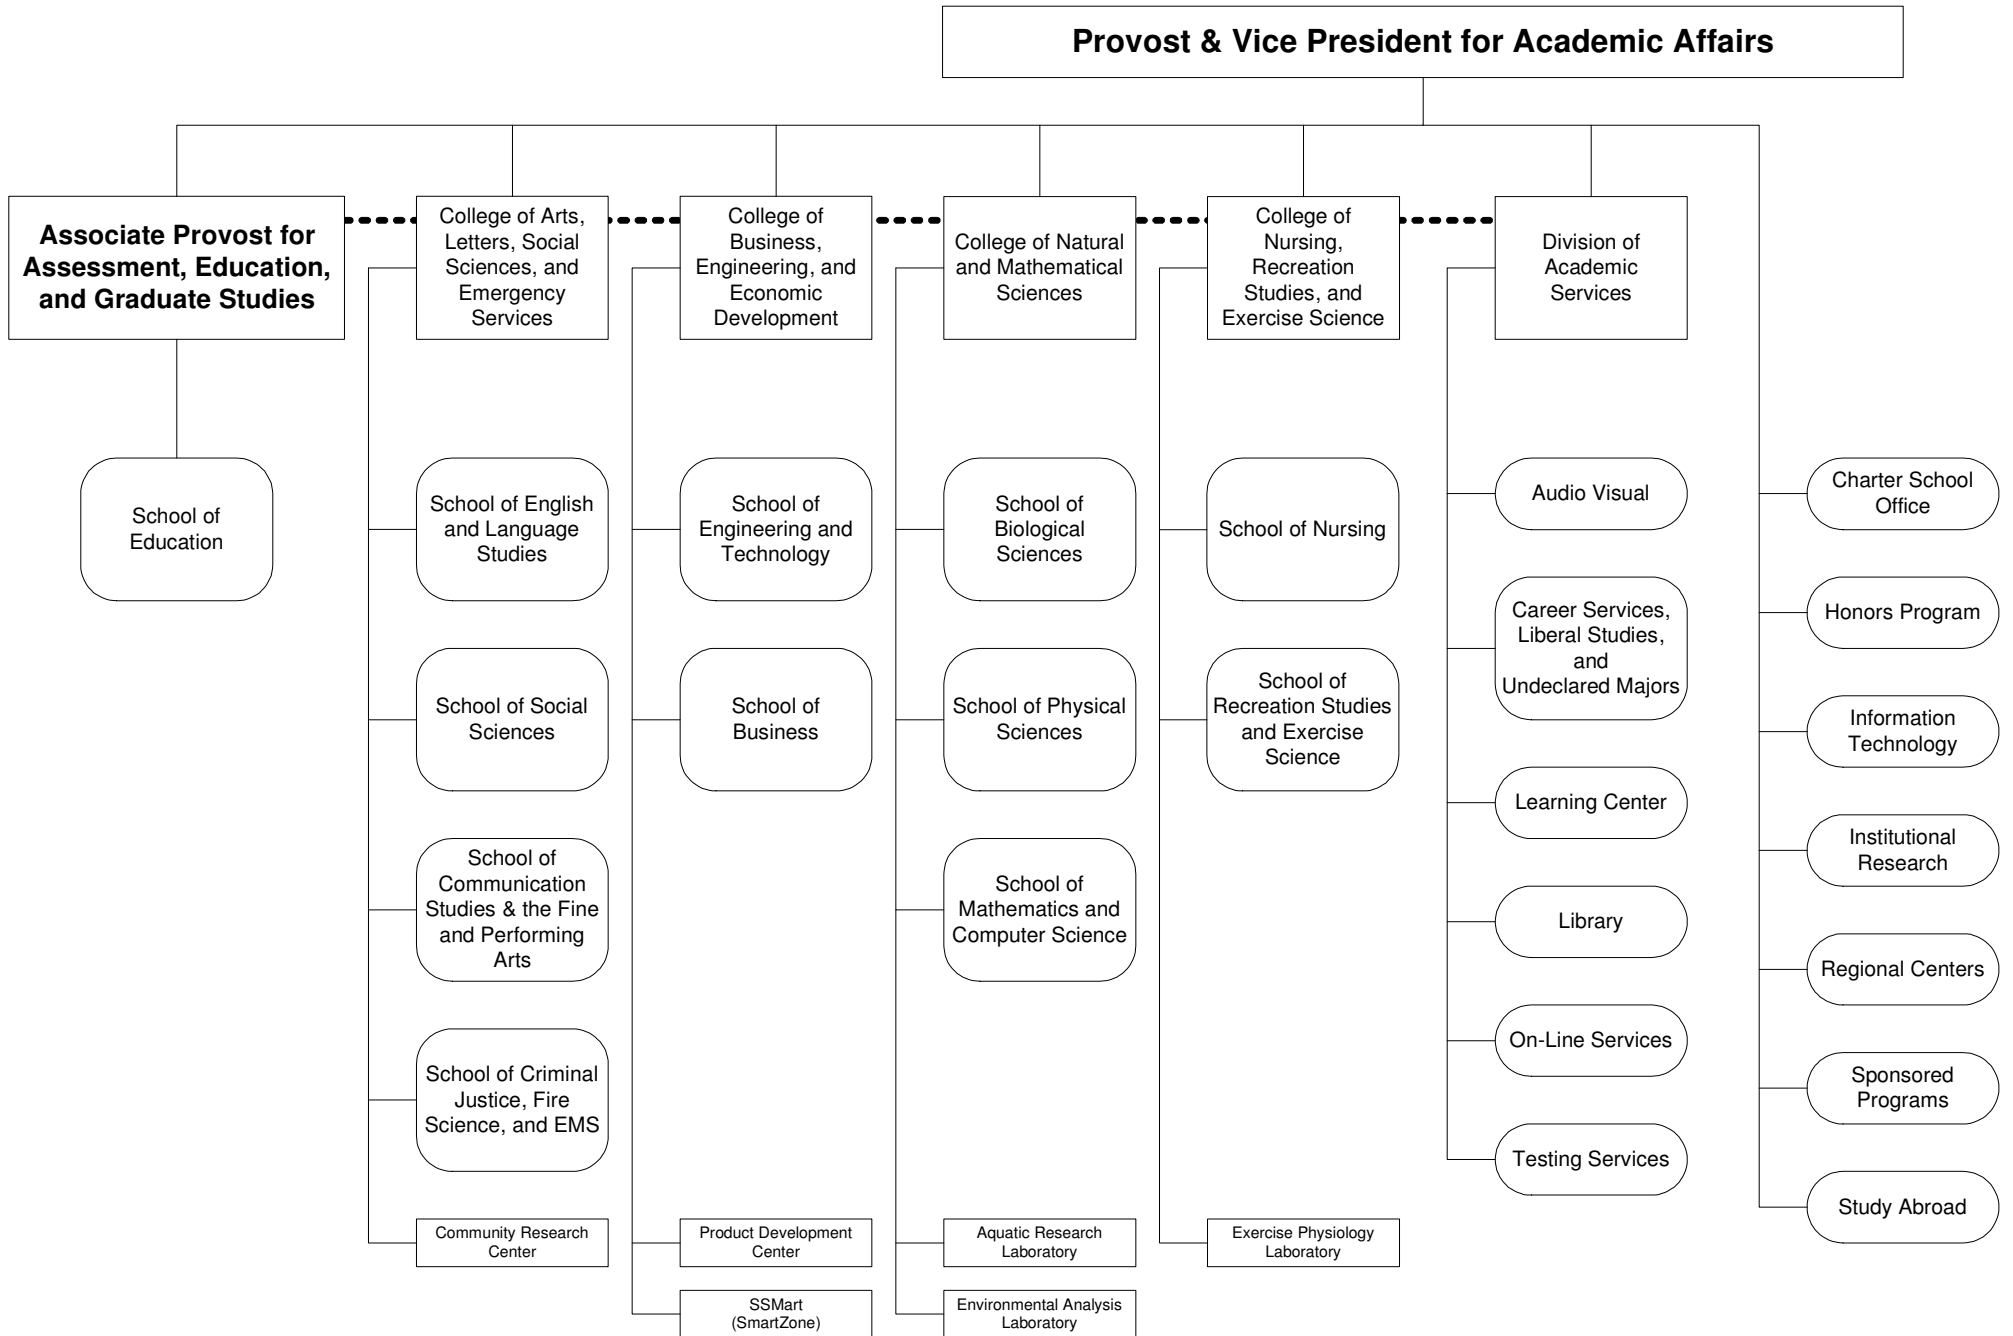 Provost & Vice President for Academic Affairs
Associate Provost for
Assessment, Education,
and Graduate Studies
College of Arts,
Letters, Social
Sciences, and
Emergency
Services
College of
Business,
Engineering, and
Economic
Development
College of Natural
and Mathematical
Sciences
College of
Nursing,
Recreation
Studies, and
Exercise Science
Division of
Academic
Services
School of
Education
School of English
and Language
Studies
School of Social
Sciences
School of
Communication
Studies & the Fine
and Performing
Arts
School of Criminal
Justice, Fire
Science, and EMS
Community Research
Center
School of
Engineering and
Technology
School of
Business
Product Development
Center
SSMart
(SmartZone)
School of
Biological
Sciences
School of Physical
Sciences
School of
Mathematics and
Computer Science
Aquatic Research
Laboratory
Environmental Analysis
Laboratory
School of Nursing
School of
Recreation Studies
and Exercise
Science
Exercise Physiology
Laboratory
Audio Visual
Career Services,
Liberal Studies,
and
Undeclared Majors
Learning Center
Library
On-Line Services
Testing Services
Charter School
Office
Honors Program
Information
Technology
Institutional
Research
Regional Centers
Sponsored
Programs
Study Abroad